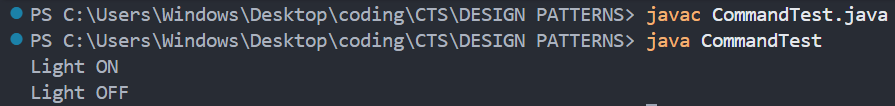 PS C:\Users\Windows\Desktop\coding\CTS\DESIGN PATTERNS> javac CommandTest.java
PS C:\Users\Windows\Desktop\coding\CTS\DESIGN PATTERNS> java CommandTest
Light ON
Light OFF